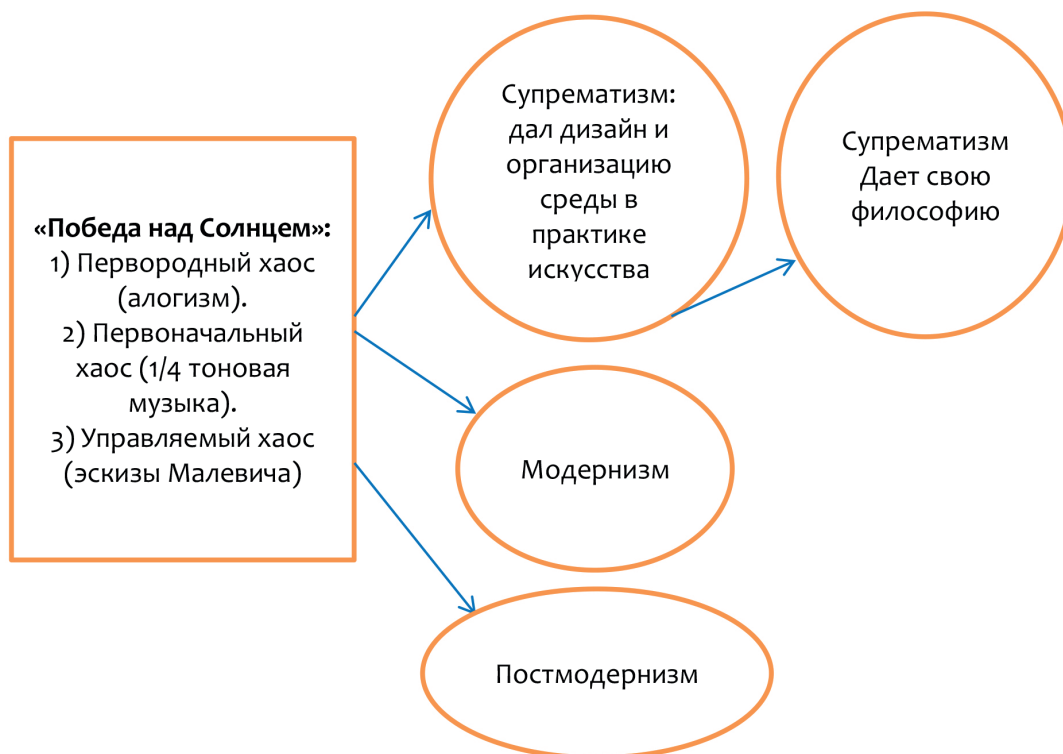 «Победа над Солнцем»:
1) Первородный хаос
(алогизм).
2) Первоначальный
хаос (1/4 тоновая
музыка).
3) Управляемый хаос
(эскизы Малевича)
Супрематизм:
дал дизайн и
организацию
среды в
практике
искусства
Супрематизм
Дает свою
философию
Модернизм
Постмодернизм